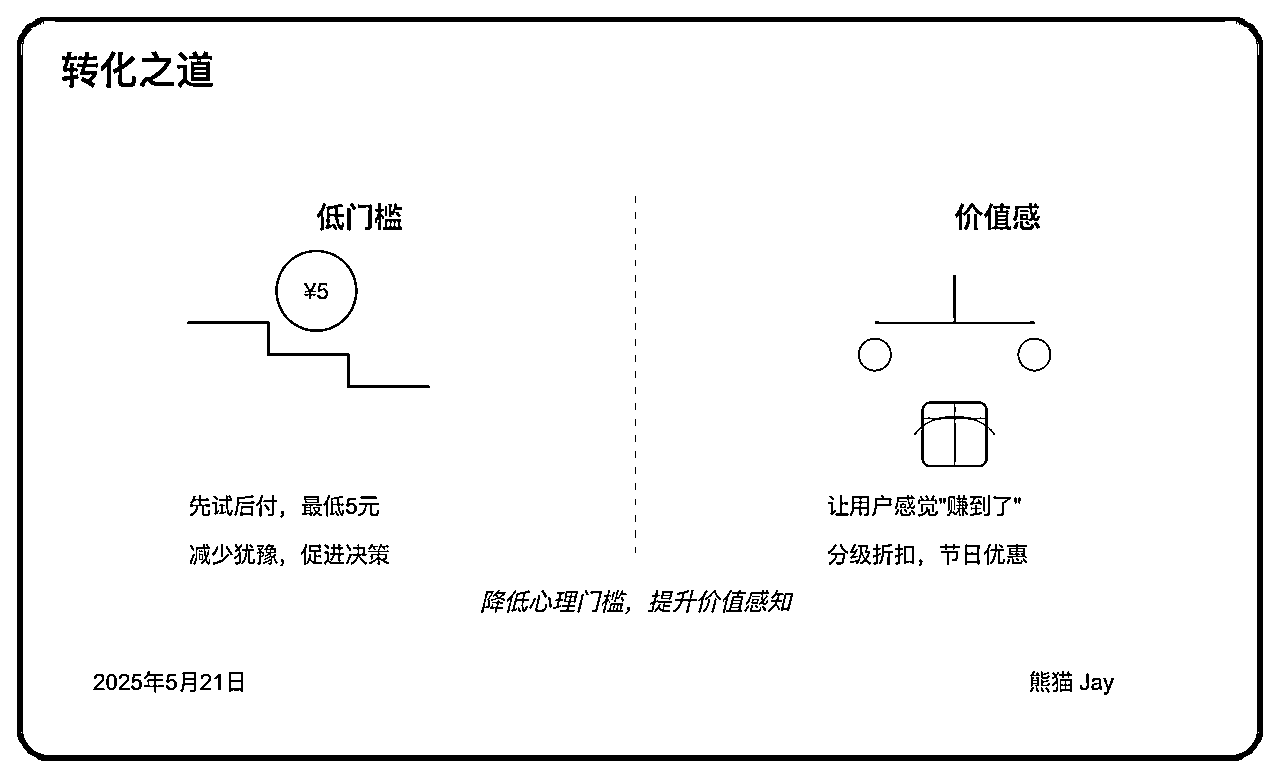 转化之道
低门槛
¥5
先试后付，最低5元
减少犹豫，促进决策
价值感
让用户感觉"赚到了"
分级折扣，节日优惠
降低心理门槛，提升价值感知
2025年5月21日
熊猫 Jay